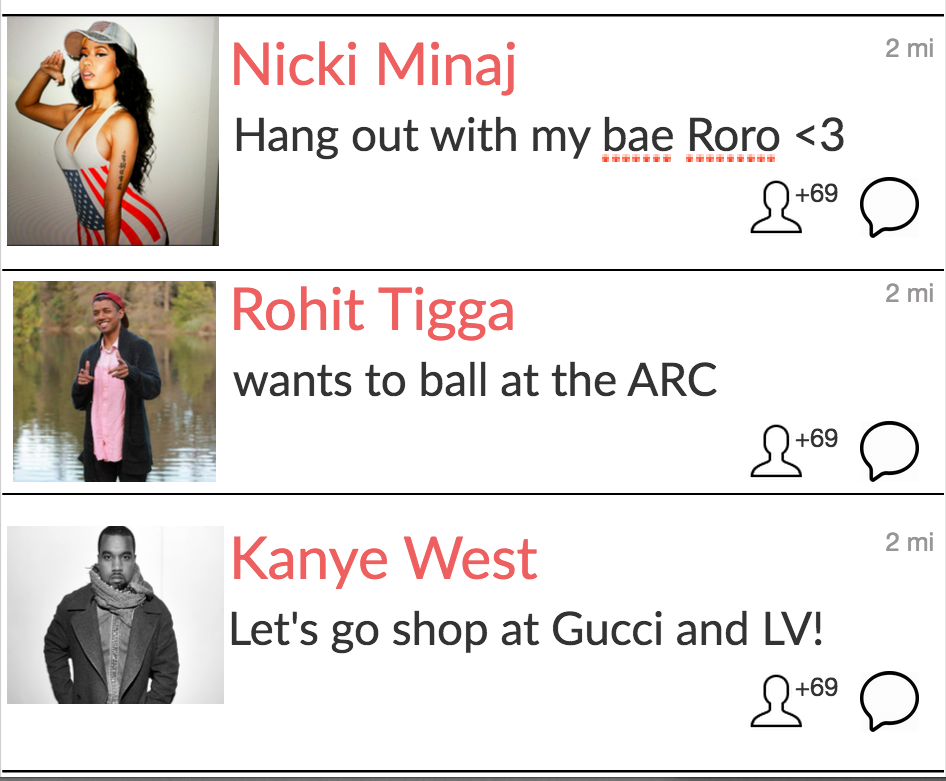 Nicki Minaj
2 mi
Hang out with my bae Roro <3
+69
Rohit Tigga
2 mi
wants to ball at the ARC
+69
Kanye West
2 mi
Let's go shop at Gucci and LV!
+69